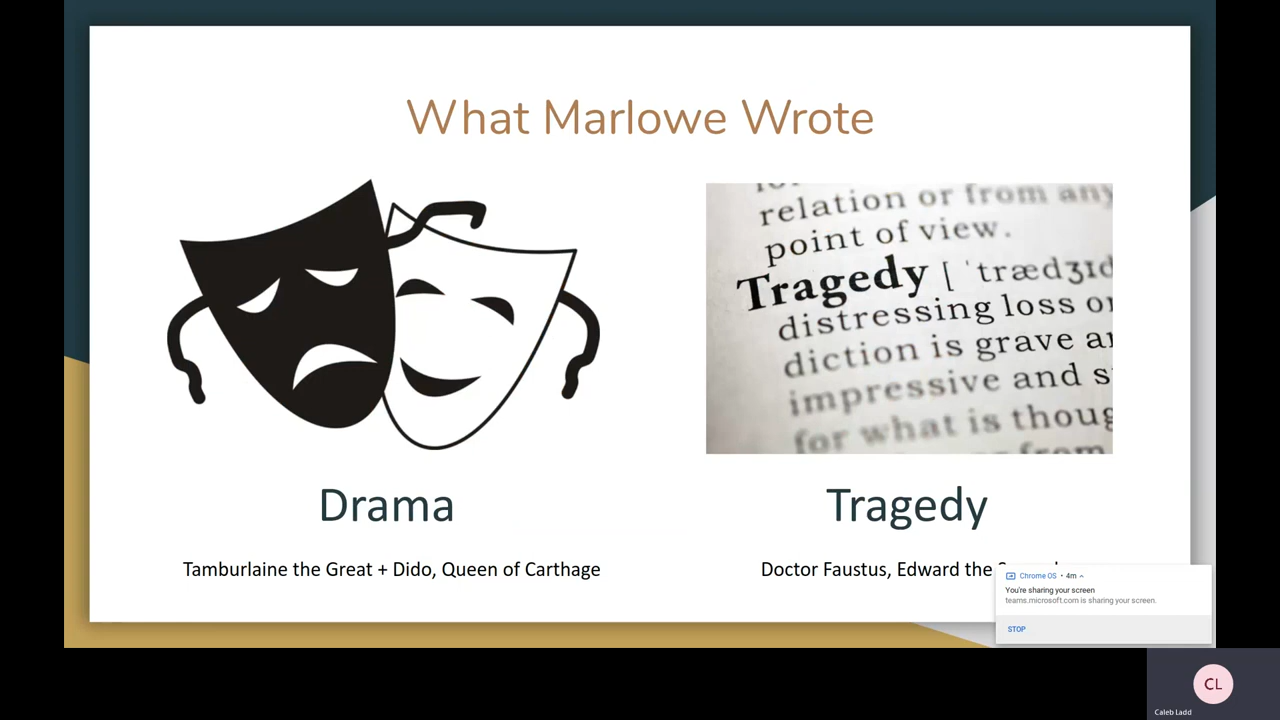 What Marlowe Wrote
relation or from any
point of view.
Tragedy [ ˈtrædʒɪd
distressing loss or
diction is grave
impressive and
for what is
Drama
Tragedy
Tamburlaine the Great + Dido, Queen of Carthage
Doctor Faustus, Edward the
Chrome OS • 4m
You're sharing your screen
teams.microsoft.com is sharing your screen.
STOP
CL
Caleb Ladd